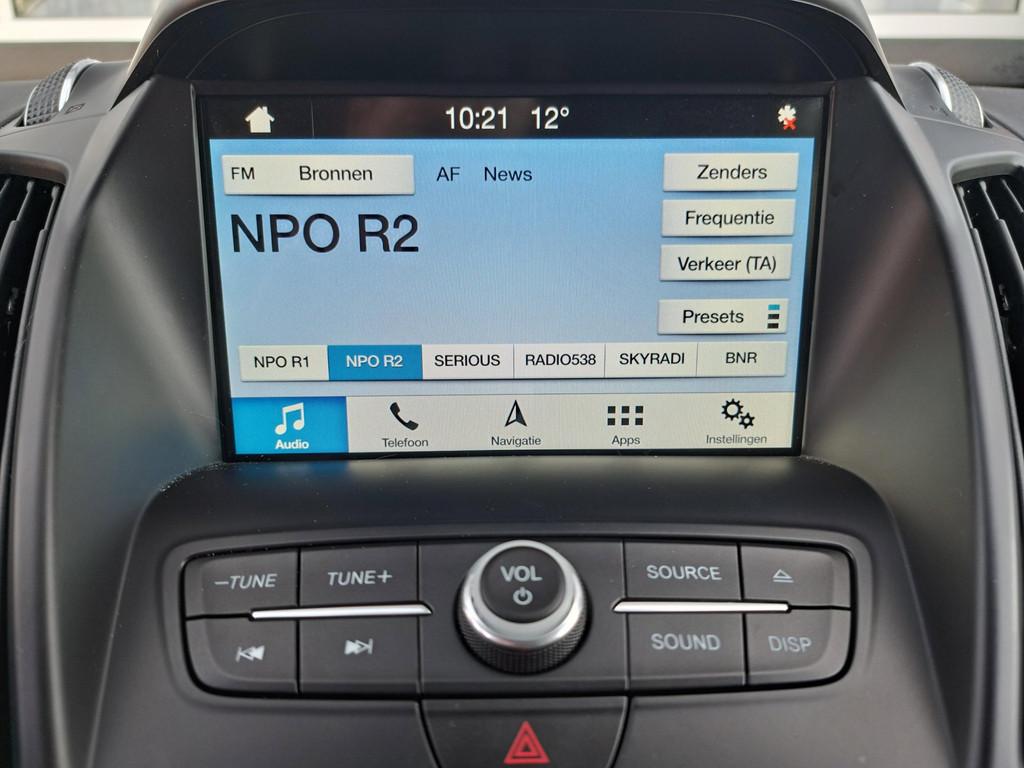 10:21 12°
FM Bronnen AF News Zenders
NPO R2
Frequentie
Verkeer (TA)
Presets
NPO R1 NPO R2 SERIOUS RADIO538 SKYRADI BNR
Audio Telefoon Navigatie Apps Instellingen
–TUNE TUNE+ VOL SOURCE
SOUND DISP